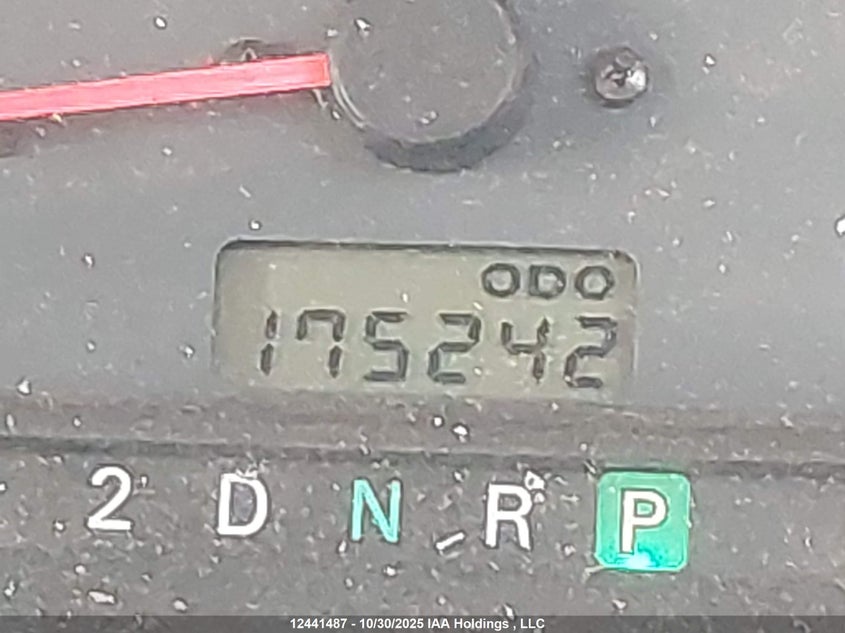 ODO
175242
2 D N R P
12441487 - 10/30/2025 IAA Holdings , LLC